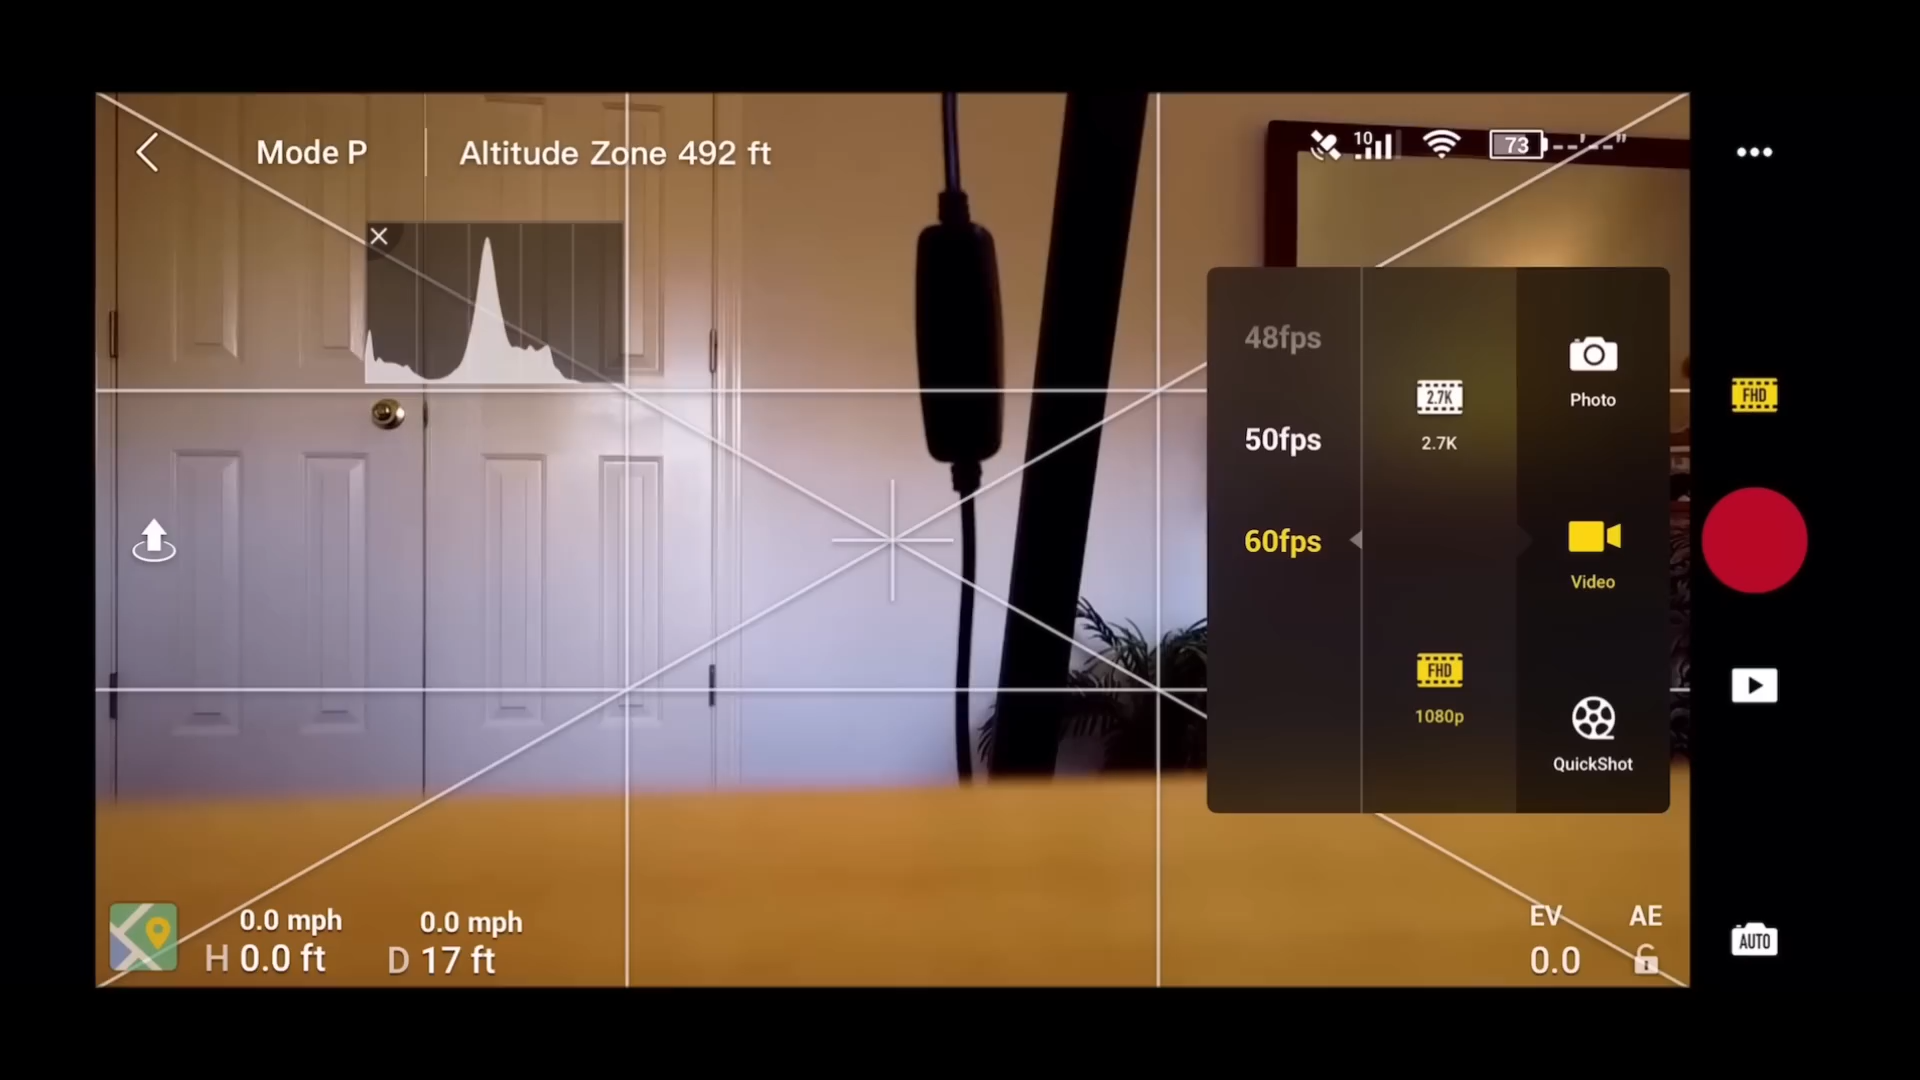 Mode P
Altitude Zone 492 ft
10
73
--'--"
48fps
50fps
60fps
2.7K
2.7K
FHD
1080p
Photo
Video
QuickShot
FHD
AUTO
0.0 mph
0.0 mph
H 0.0 ft
D 17 ft
EV
AE
0.0